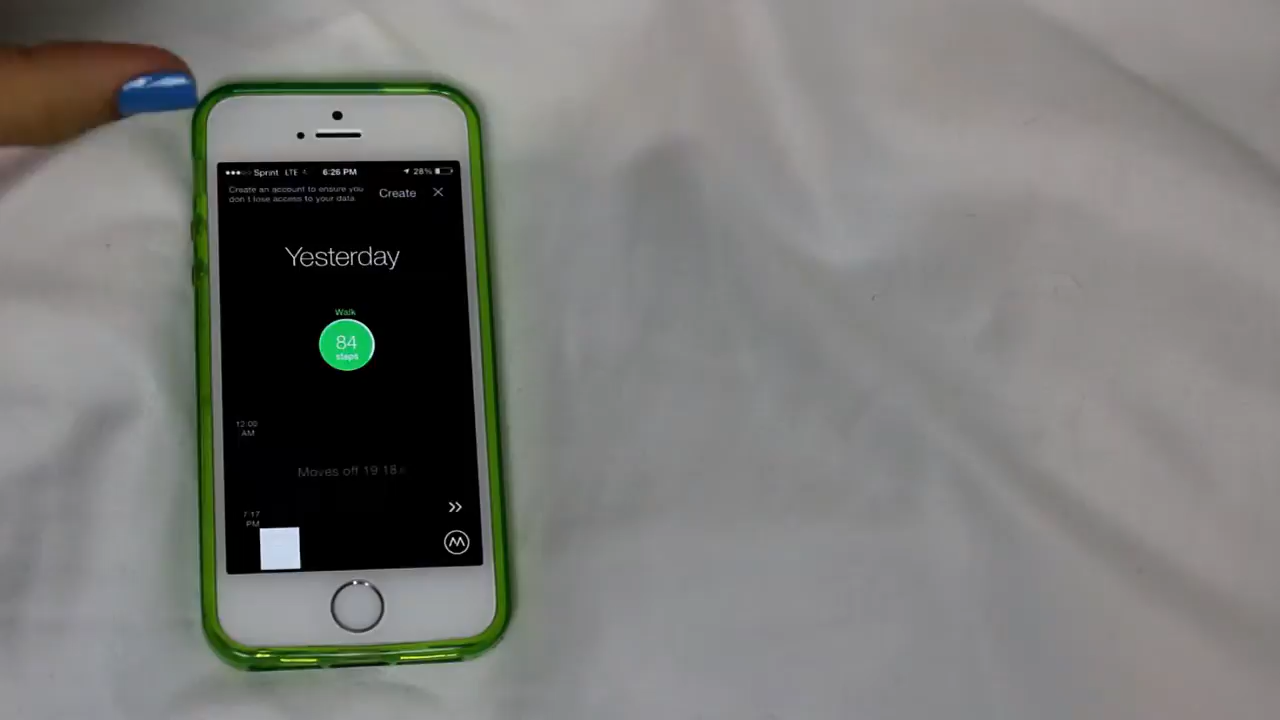 Sprint LTE 6:26 PM 28%
Create an account to ensure you
don't lose access to your data
Create
Yesterday
Walk
84
steps
12:00
AM
Moves off 19:18
7:17
PM